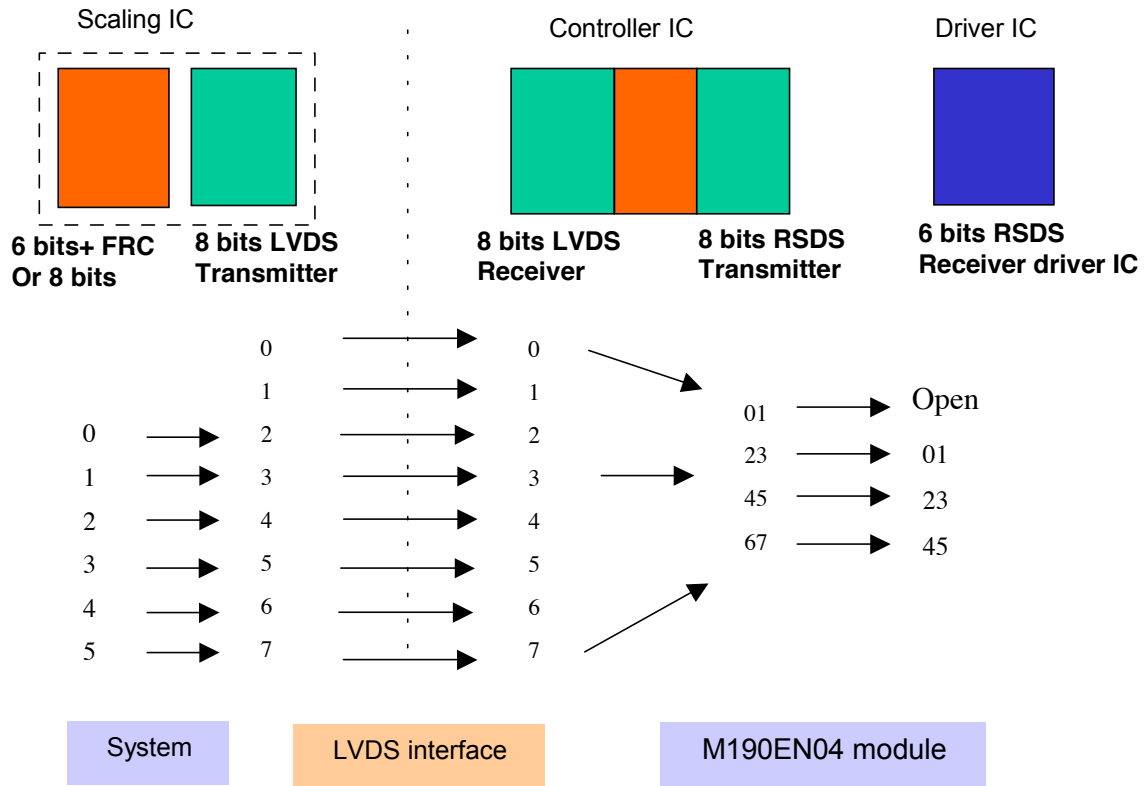 Scaling IC
Controller IC
Driver IC
6 bits+ FRC
Or 8 bits
8 bits LVDS
Transmitter
8 bits LVDS
Receiver
8 bits RSDS
Transmitter
6 bits RSDS
Receiver driver IC
0
1
2
3
4
5
0
1
2
3
4
5
6
7
0
1
2
3
4
5
6
7
01
23
45
67
Open
01
23
45
System
LVDS interface
M190EN04 module